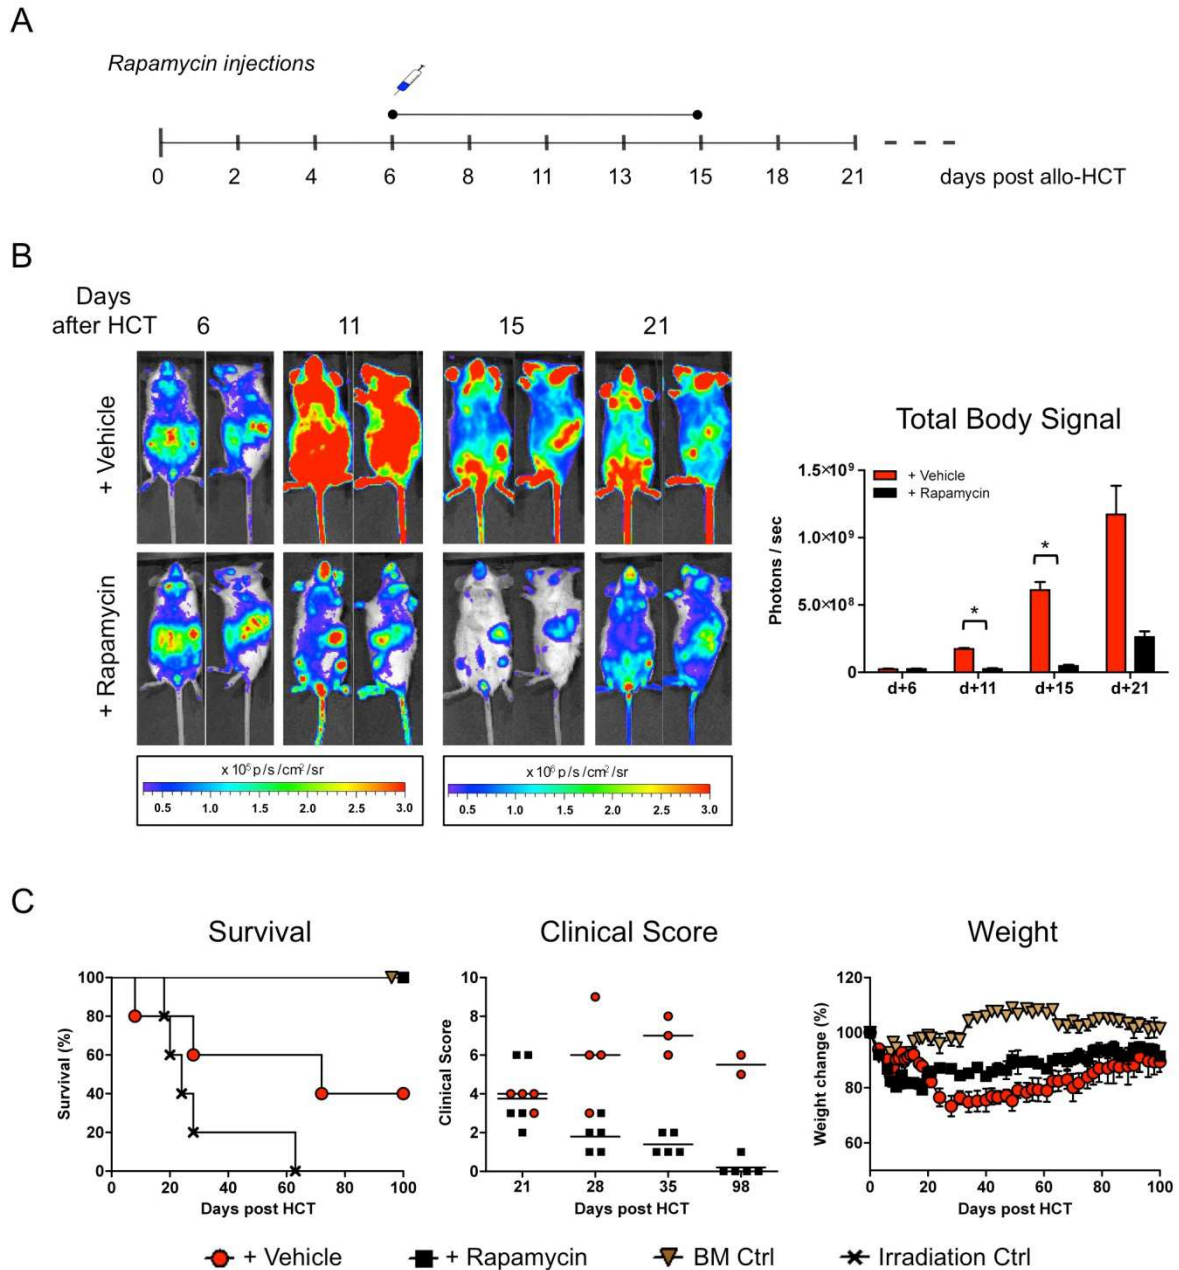 A
Rapamycin injections
0 2 4 6 8 11 13 15 18 21 days post allo-HCT
B
Days
after HCT 6 11 15 21
+ Vehicle
+ Rapamycin
x 10⁵ p/s/cm²/sr
0.5 1.0 1.5 2.0 2.5 3.0
x 10⁶ p/s/cm²/sr
0.5 1.0 1.5 2.0 2.5 3.0
Total Body Signal
Photons / sec
1.5×10⁹
1.0×10⁹
5.0×10⁸
0
+ Vehicle
+ Rapamycin
*
*
d+6 d+11 d+15 d+21
C
Survival
Survival (%)
100
80
60
40
20
0
0 20 40 60 80 100
Days post HCT
Clinical Score
Clinical Score
10
8
6
4
2
0
21 28 35 98
Days post HCT
Weight
Weight change (%)
120
100
80
60
0 20 40 60 80 100
Days post HCT
+ Vehicle + Rapamycin BM Ctrl Irradiation Ctrl